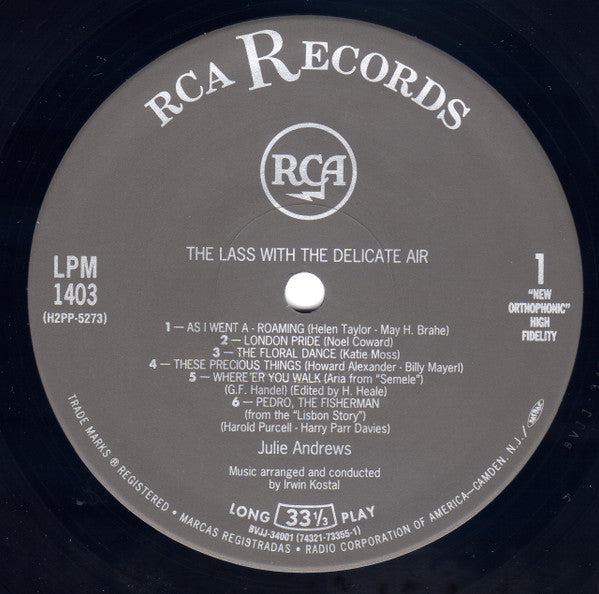 RCA RECORDS
RCA
THE LASS WITH THE DELICATE AIR
LPM
1403
(H2PP-5273)
1
"NEW
ORTHOPHONIC"
HIGH
FIDELITY
1 — AS I WENT A - ROAMING (Helen Taylor - May H. Brahe)
2 — LONDON PRIDE (Noel Coward)
3 — THE FLORAL DANCE (Katie Moss)
4 — THESE PRECIOUS THINGS (Howard Alexander - Billy Mayerl)
5 — WHERE'ER YOU WALK (Aria from "Semele")
(G.F. Handel) (Edited by H. Heale)
6 — PEDRO, THE FISHERMAN
(from the "Lisbon Story")
(Harold Purcell - Harry Parr Davies)
Julie Andrews
Music arranged and conducted
by Irwin Kostal
LONG 33 1/3 PLAY
BVJJ-34001 (74321-73355-1)
TRADE MARKS ® REGISTERED • MARCAS REGISTRADAS • RADIO CORPORATION OF AMERICA—CAMDEN, N.J./
BVJJ